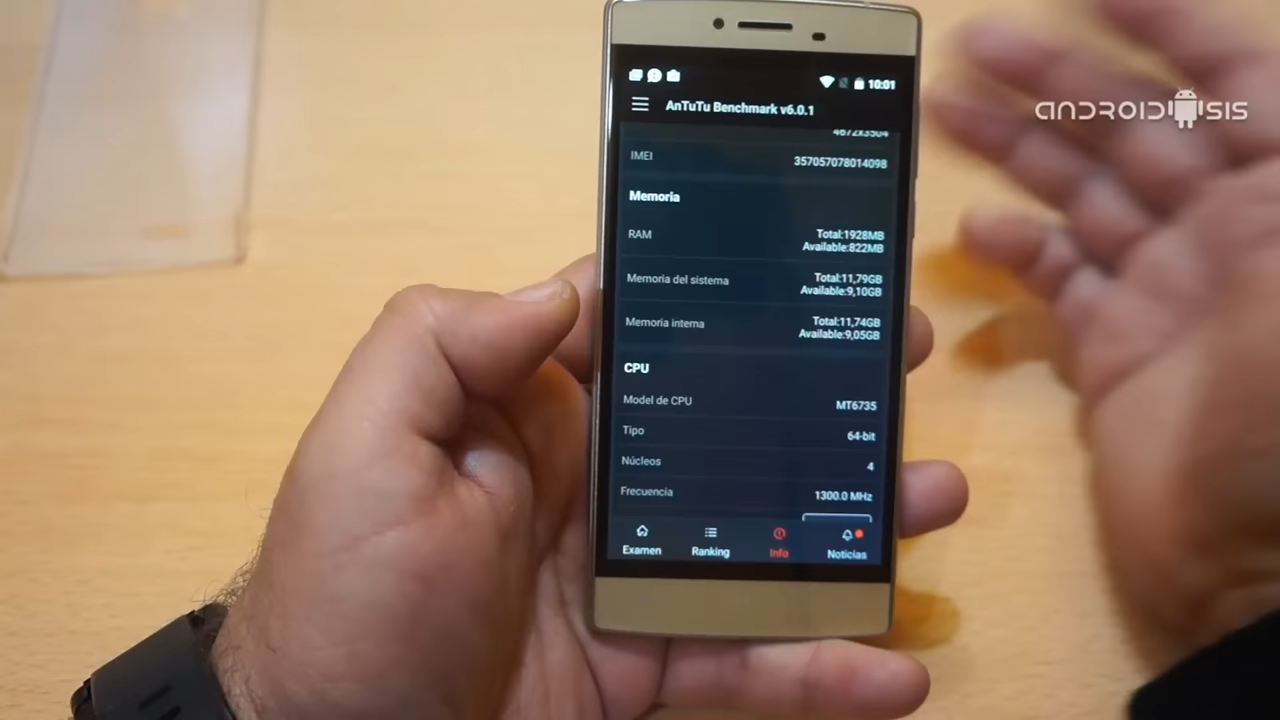 ANDROIDSIS
10:01
AnTuTu Benchmark v6.0.1
4672x3504
IMEI 357057078014098
Memoria
RAM Total:1928MB
Available:822MB
Memoria del sistema Total:11,79GB
Available:9,10GB
Memoria interna Total:11,74GB
Available:9,05GB
CPU
Model de CPU MT6735
Tipo 64-bit
Núcleos 4
Frecuencia 1300.0 MHz
Examen Ranking Info Noticias